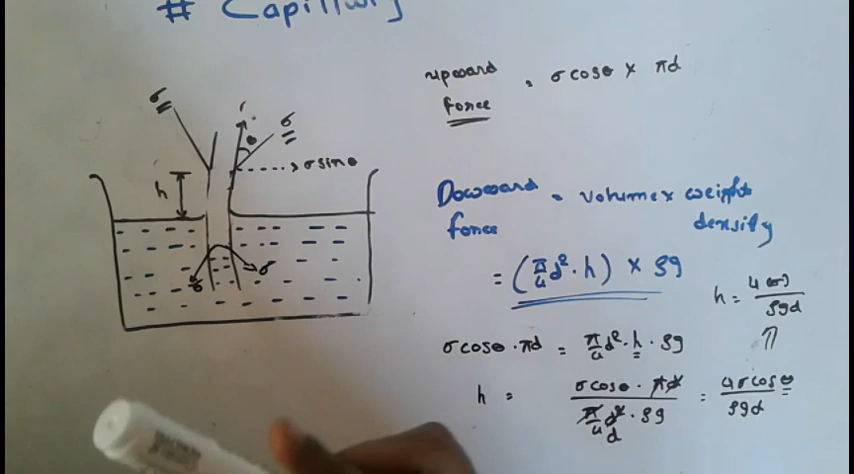 # Capillary
upward force = σ cosθ × πd
σ
σ
θ
σ sinθ
h
σ
σ
Downward force = volume × weight density
= (π/4 d² · h) × ρg
h = 4(σ)/ρgd
⇑
σ cosθ · πd = π/4 d² · h · ρg
h = σ cosθ · πd / π/4 d² · ρg = 4σ cosθ / ρgd
d